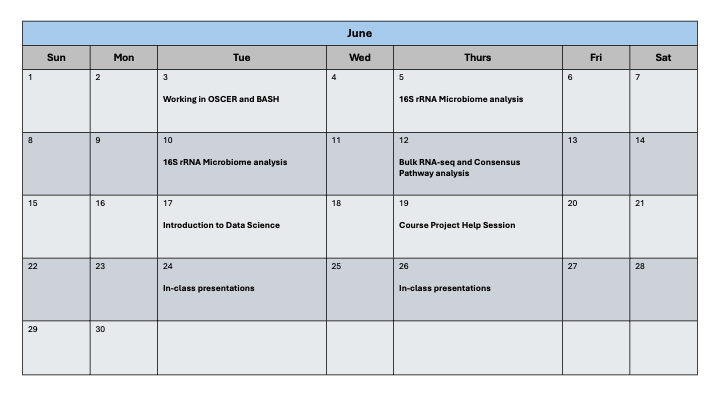 June
Sun Mon Tue Wed Thurs Fri Sat
1 2 3 4 5 6 7
Working in OSCER and BASH 16S rRNA Microbiome analysis
8 9 10 11 12 13 14
16S rRNA Microbiome analysis Bulk RNA-seq and Consensus
Pathway analysis
15 16 17 18 19 20 21
Introduction to Data Science Course Project Help Session
22 23 24 25 26 27 28
In-class presentations In-class presentations
29 30